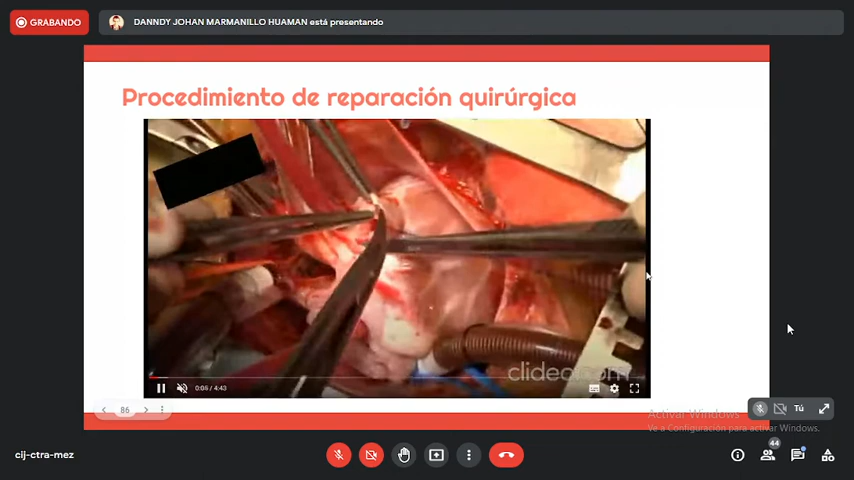 GRABANDO
DANNDY JOHAN MARMANILLO HUAMAN está presentando
Procedimiento de reparación quirúrgica
clideo.com
0:06 / 4:43
86
Tú
Activar Windows
Ve a Configuración para activar Windows.
44
cij-ctra-mez